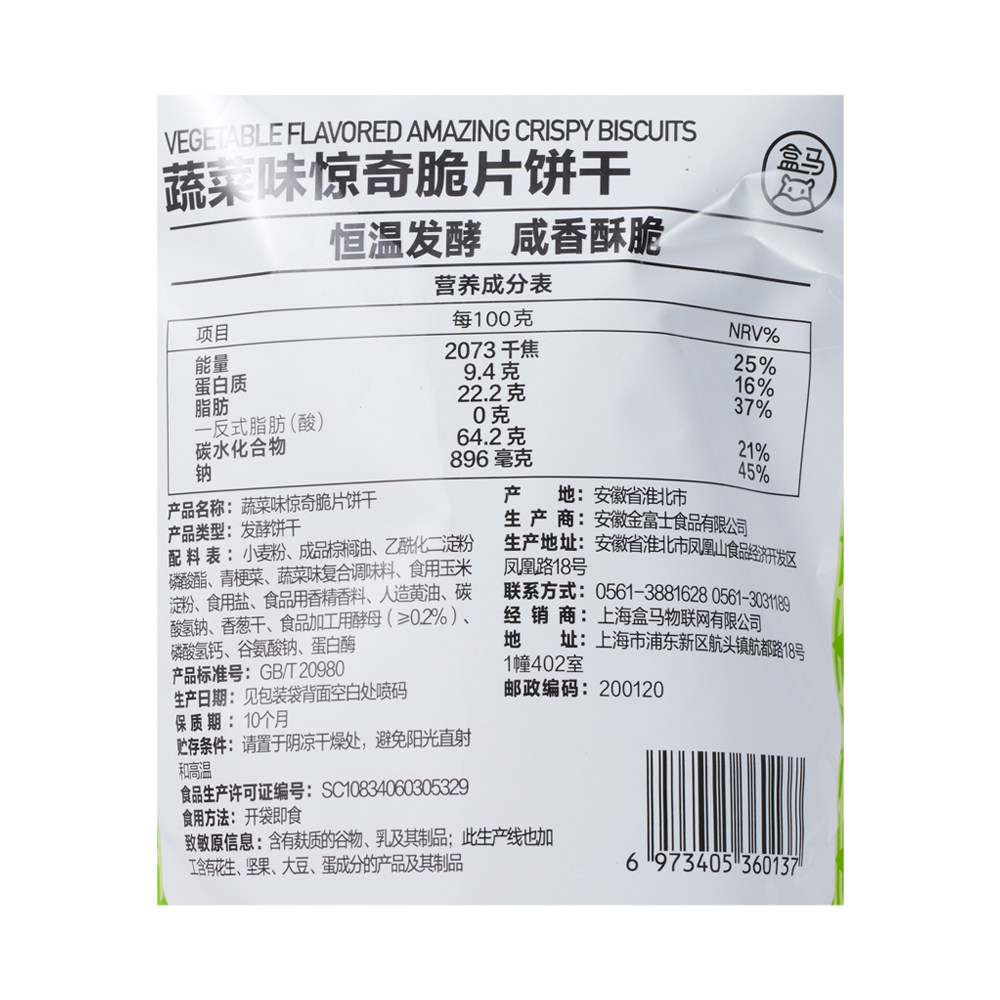 VEGETABLE FLAVORED AMAZING CRISPY BISCUITS
蔬菜味惊奇脆片饼干
盒马
恒温发酵 咸香酥脆
营养成分表
项目 每100克 NRV%
能量 2073 千焦 25%
蛋白质 9.4 克 16%
脂肪 22.2 克 37%
—反式脂肪(酸) 0 克
碳水化合物 64.2 克 21%
钠 896 毫克 45%
产品名称：蔬菜味惊奇脆片饼干
产品类型：发酵饼干
配料表：小麦粉、成品棕榈油、乙酰化二淀粉
磷酸酯、青梗菜、蔬菜味复合调味料、食用玉米
淀粉、食用盐、食品用香精香料、人造黄油、碳
酸氢钠、香葱干、食品加工用酵母（≥0.2%）、
磷酸氢钙、谷氨酸钠、蛋白酶
产品标准号：GB/T 20980
生产日期：见包装袋背面空白处喷码
保质期：10个月
贮存条件：请置于阴凉干燥处，避免阳光直射
和高温
食品生产许可证编号：SC10834060305329
食用方法：开袋即食
致敏原信息：含有麸质的谷物、乳及其制品；此生产线也加
工含有花生、坚果、大豆、蛋成分的产品及其制品
产地：安徽省淮北市
生产商：安徽金富士食品有限公司
生产地址：安徽省淮北市凤凰山食品经济开发区
凤凰路18号
联系方式：0561-3881628 0561-3031189
经销商：上海盒马物联网有限公司
地址：上海市浦东新区航头镇航都路18号
1幢402室
邮政编码：200120
6 973405 360137